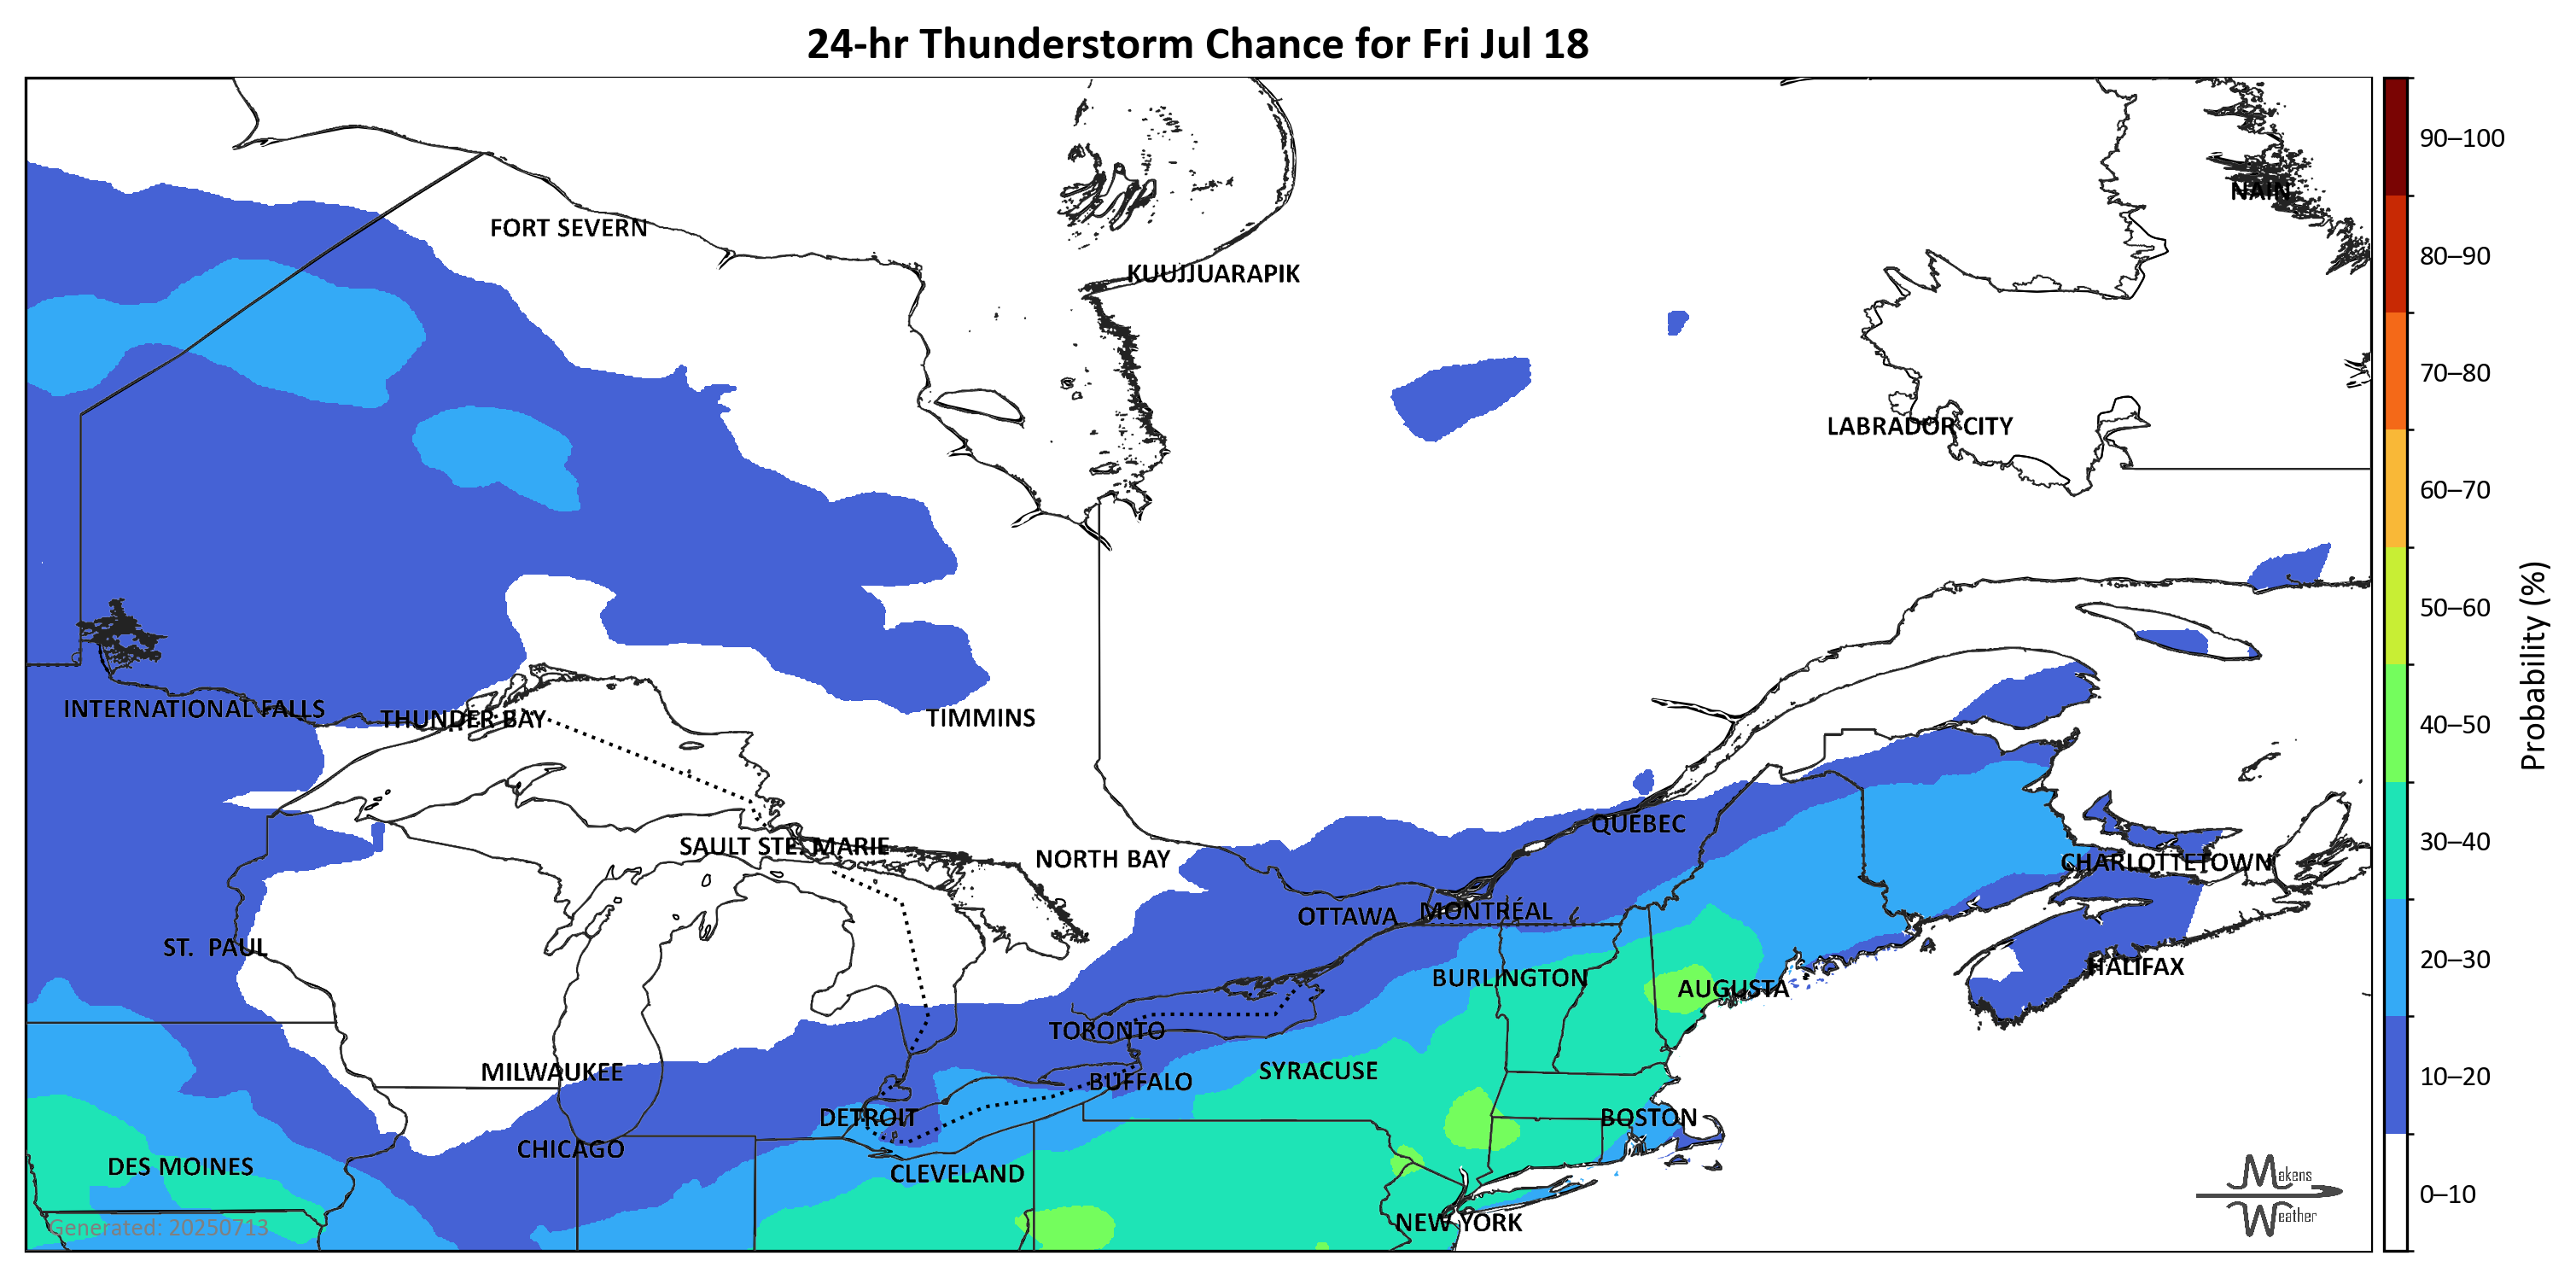 24-hr Thunderstorm Chance for Fri Jul 18
90–100
NAIN
FORT SEVERN
80–90
KUUJJUARAPIK
70–80
LABRADOR CITY
60–70
50–60
Probability (%)
INTERNATIONAL FALLS
THUNDER BAY
TIMMINS
40–50
QUEBEC
30–40
SAULT STE. MARIE
NORTH BAY
CHARLOTTETOWN
OTTAWA
MONTRÉAL
ST. PAUL
20–30
HALIFAX
BURLINGTON
AUGUSTA
TORONTO
MILWAUKEE
SYRACUSE
BUFFALO
10–20
DETROIT
BOSTON
CHICAGO
DES MOINES
CLEVELAND
Makens
Weather
0–10
NEW YORK
Generated: 20250713